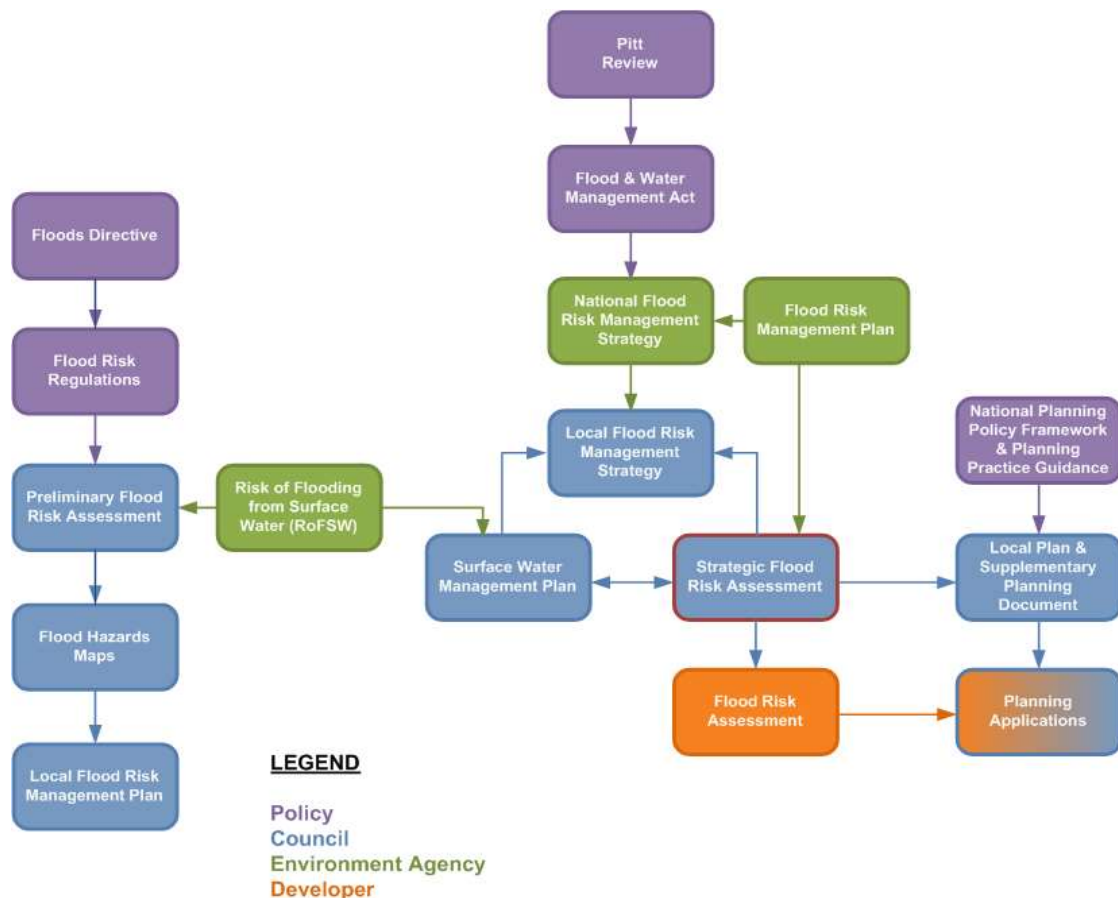 Pitt
Review
Flood & Water
Management Act
Floods Directive
National Flood
Risk Management
Strategy
Flood Risk
Management Plan
Flood Risk
Regulations
National Planning
Policy Framework
& Planning
Practice Guidance
Local Flood Risk
Management
Strategy
Preliminary Flood
Risk Assessment
Risk of Flooding
from Surface
Water (RoFSW)
Surface Water
Management Plan
Strategic Flood
Risk Assessment
Local Plan &
Supplementary
Planning
Document
Flood Hazards
Maps
Flood Risk
Assessment
Planning
Applications
Local Flood Risk
Management Plan
LEGEND
Policy
Council
Environment Agency
Developer